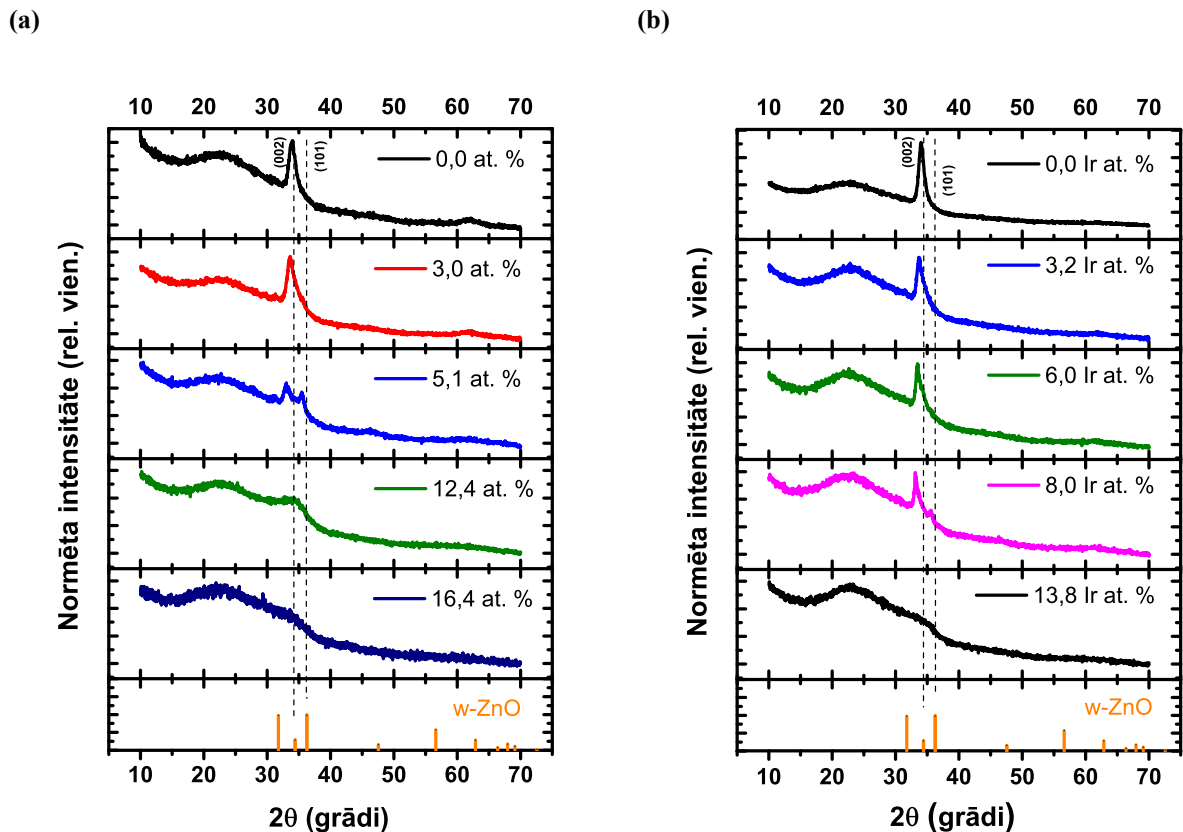 (a)
(b)
10 20 30 40 50 60 70
(002)
(101)
0,0 at. %
3,0 at. %
5,1 at. %
12,4 at. %
16,4 at. %
w-ZnO
10 20 30 40 50 60 70
2θ (grādi)
Normēta intensitāte (rel. vien.)
10 20 30 40 50 60 70
(002)
(101)
0,0 Ir at. %
3,2 Ir at. %
6,0 Ir at. %
8,0 Ir at. %
13,8 Ir at. %
w-ZnO
10 20 30 40 50 60 70
2θ (grādi)
Normēta intensitāte (rel. vien.)